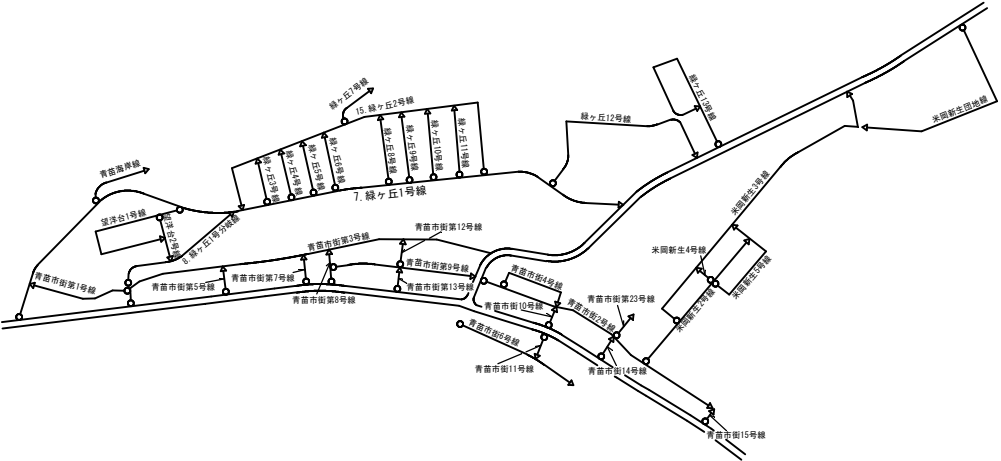 緑ヶ丘7号線
15.緑ヶ丘2号線
緑ヶ丘13号線
緑ヶ丘12号線
米岡新生団地線
青苗海岸線
緑ヶ丘3号線
緑ヶ丘4号線
緑ヶ丘5号線
緑ヶ丘6号線
緑ヶ丘8号線
緑ヶ丘9号線
緑ヶ丘10号線
緑ヶ丘11号線
7.緑ヶ丘1号線
望洋台1号線
望洋台2号線
8.緑ヶ丘1号分岐線
米岡新生3号線
青苗市街第12号線
青苗市街第3号線
米岡新生4号線
青苗市街第1号線
青苗市街第5号線
青苗市街第7号線
青苗市街第9号線
青苗市街4号線
米岡新生5号線
青苗市街第8号線
青苗市街第13号線
青苗市街10号線
青苗市街第23号線
青苗市街2号線
米岡新生2号線
青苗市街6号線
青苗市街11号線
青苗市街14号線
青苗市街15号線